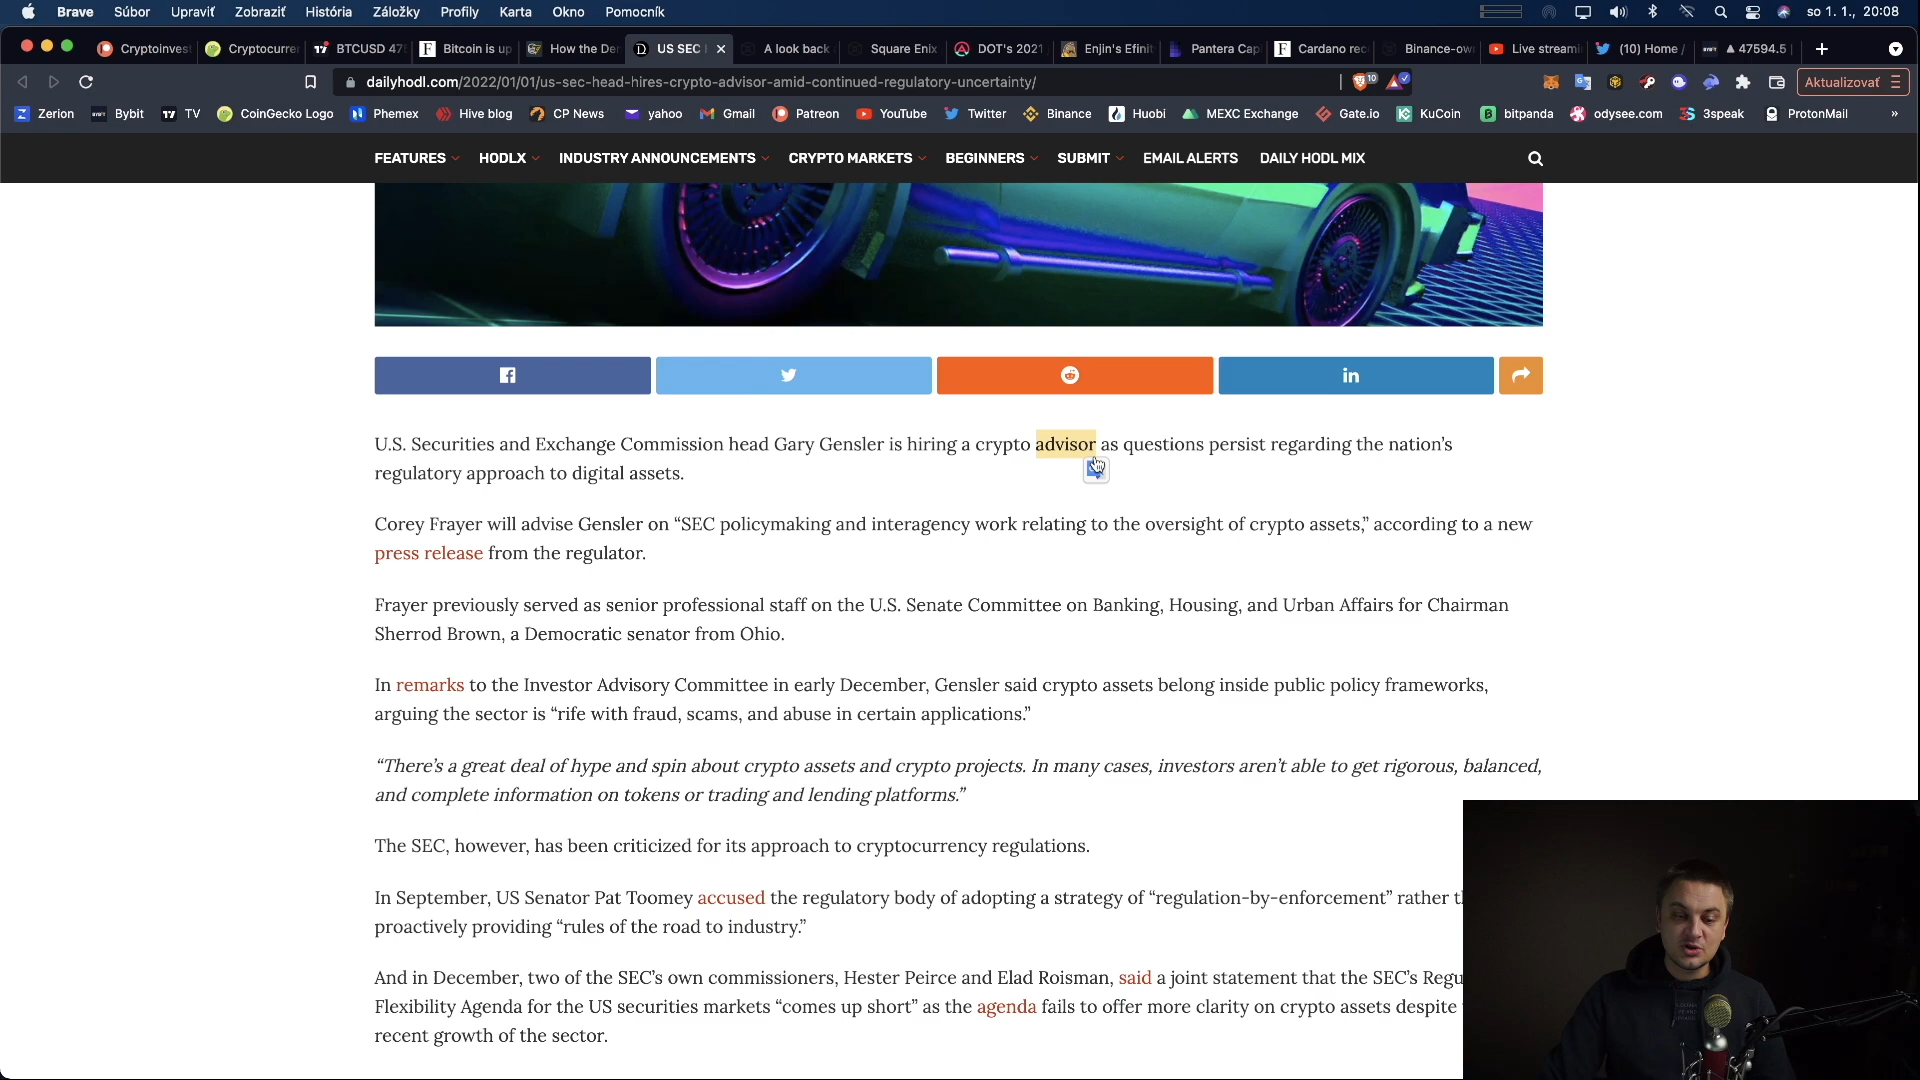 Brave Súbor Upraviť Zobraziť História Záložky Profily Karta Okno Pomocník so 1. 1., 20:08
Cryptoinvest Cryptocurre BTCUSD 47 Bitcoin is up How the De US SEC A look back Square Enix DOT's 2021 Enjin's Efinit Pantera Cap Cardano rec Binance-ow Live streami (10) Home / ▲ 47594.5
dailyhodl.com/2022/01/01/us-sec-head-hires-crypto-advisor-amid-continued-regulatory-uncertainty/ 10 Aktualizovať
Zerion Bybit TV CoinGecko Logo Phemex Hive blog CP News yahoo Gmail Patreon YouTube Twitter Binance Huobi MEXC Exchange Gate.io KuCoin bitpanda odysee.com 3speak ProtonMail »
FEATURES HODLX INDUSTRY ANNOUNCEMENTS CRYPTO MARKETS BEGINNERS SUBMIT EMAIL ALERTS DAILY HODL MIX
U.S. Securities and Exchange Commission head Gary Gensler is hiring a crypto advisor as questions persist regarding the nation's
regulatory approach to digital assets.
Corey Frayer will advise Gensler on “SEC policymaking and interagency work relating to the oversight of crypto assets,” according to a new
press release from the regulator.
Frayer previously served as senior professional staff on the U.S. Senate Committee on Banking, Housing, and Urban Affairs for Chairman
Sherrod Brown, a Democratic senator from Ohio.
In remarks to the Investor Advisory Committee in early December, Gensler said crypto assets belong inside public policy frameworks,
arguing the sector is “rife with fraud, scams, and abuse in certain applications.”
“There’s a great deal of hype and spin about crypto assets and crypto projects. In many cases, investors aren’t able to get rigorous, balanced,
and complete information on tokens or trading and lending platforms.”
The SEC, however, has been criticized for its approach to cryptocurrency regulations.
In September, US Senator Pat Toomey accused the regulatory body of adopting a strategy of “regulation-by-enforcement” rather th
proactively providing “rules of the road to industry.”
And in December, two of the SEC’s own commissioners, Hester Peirce and Elad Roisman, said a joint statement that the SEC’s Regu
Flexibility Agenda for the US securities markets “comes up short” as the agenda fails to offer more clarity on crypto assets despite
recent growth of the sector.